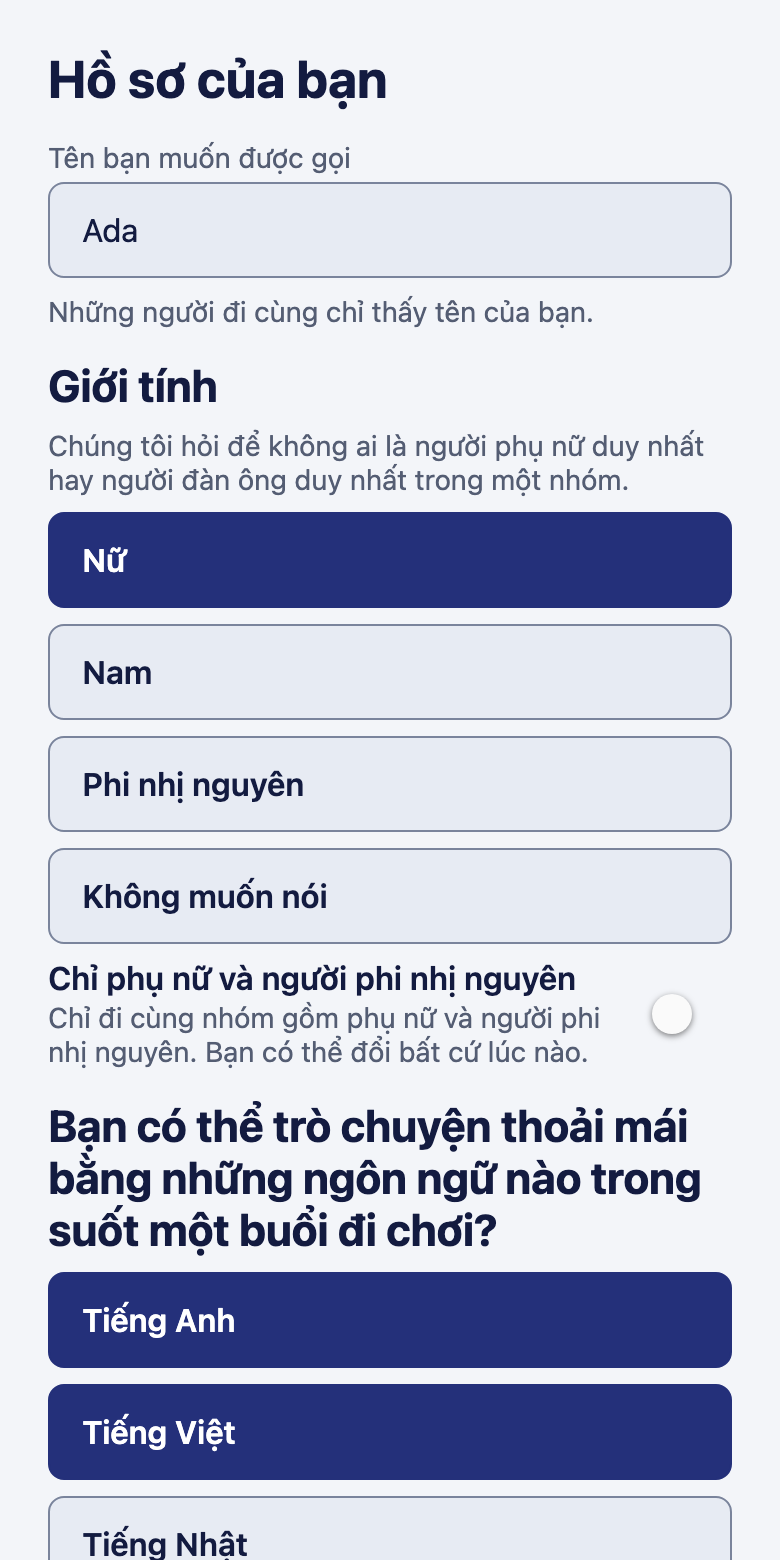 Hồ sơ của bạn
Tên bạn muốn được gọi
Ada
Những người đi cùng chỉ thấy tên của bạn.
Giới tính
Chúng tôi hỏi để không ai là người phụ nữ duy nhất
hay người đàn ông duy nhất trong một nhóm.
Nữ
Nam
Phi nhị nguyên
Không muốn nói
Chỉ phụ nữ và người phi nhị nguyên
Chỉ đi cùng nhóm gồm phụ nữ và người phi
nhị nguyên. Bạn có thể đổi bất cứ lúc nào.
Bạn có thể trò chuyện thoải mái
bằng những ngôn ngữ nào trong
suốt một buổi đi chơi?
Tiếng Anh
Tiếng Việt
Tiếng Nhật